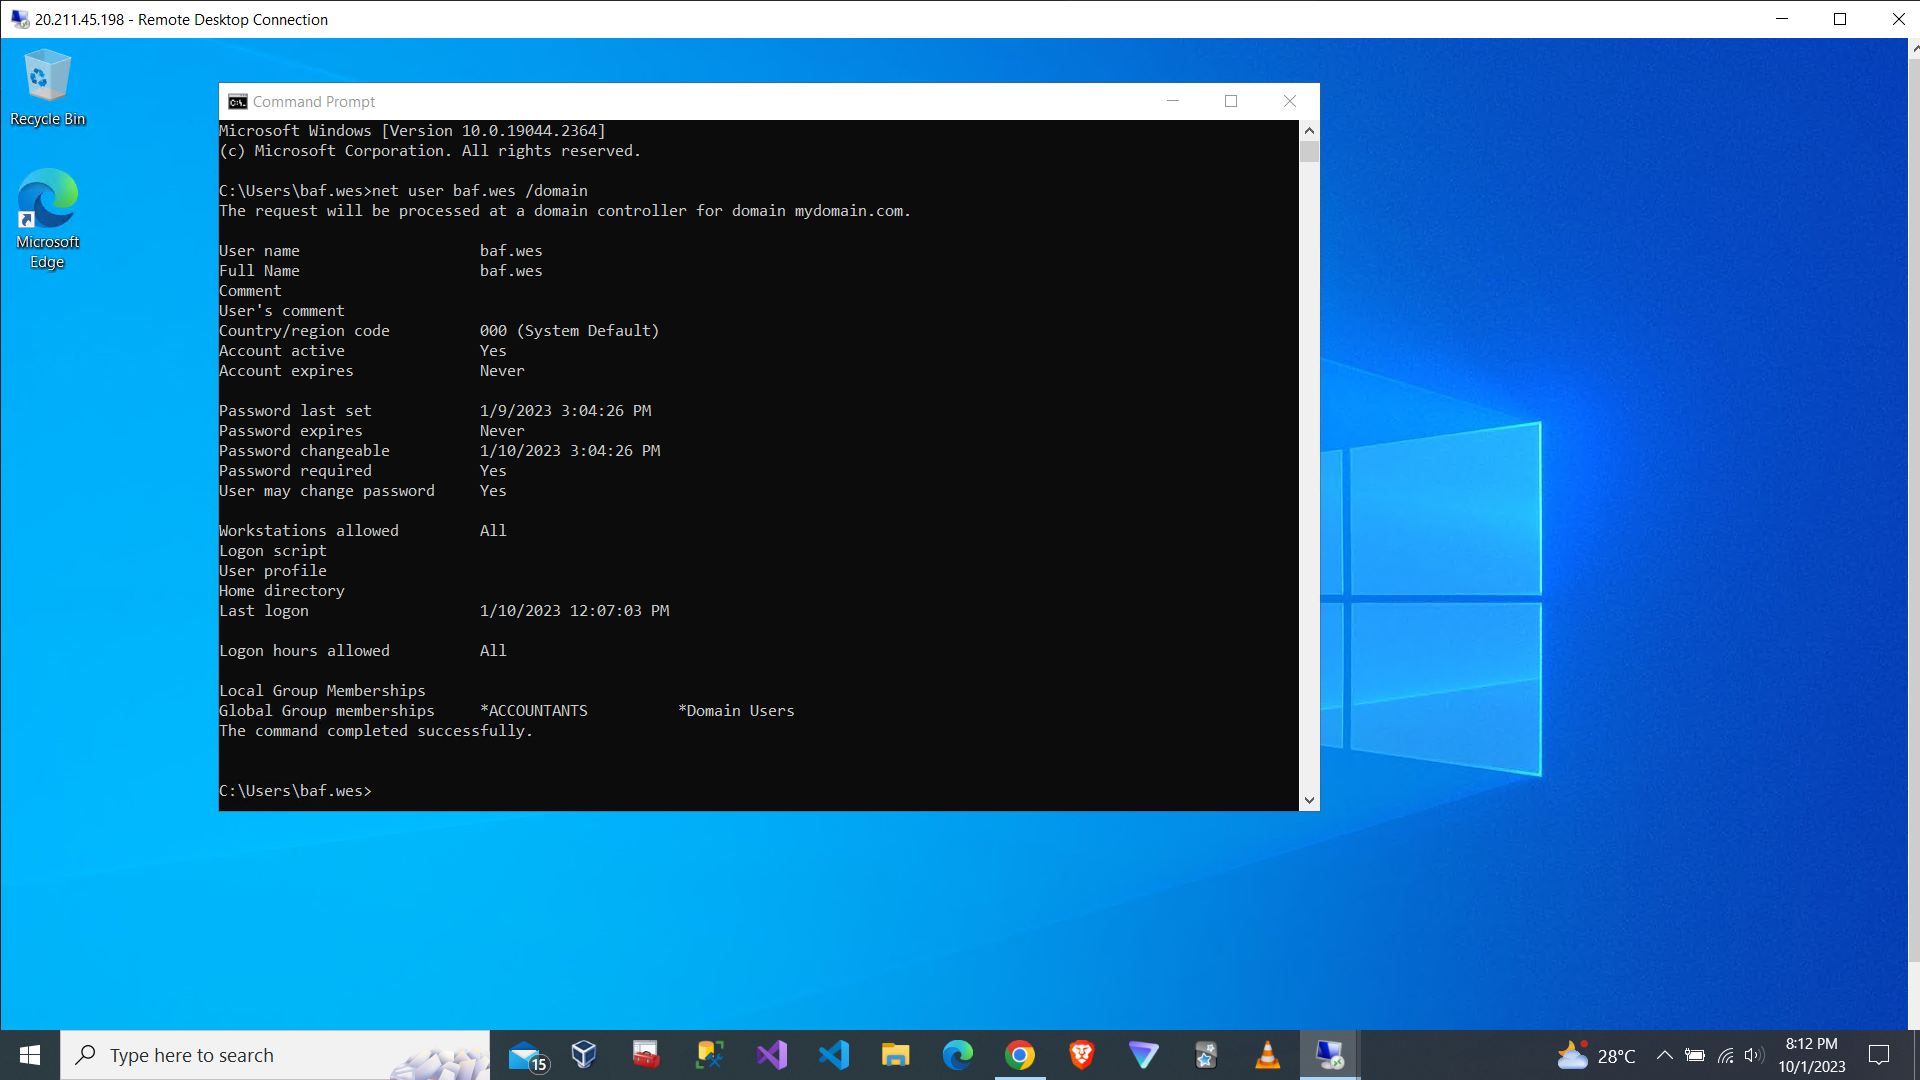 20.211.45.198 - Remote Desktop Connection
Recycle Bin
Microsoft
Edge
Command Prompt
Microsoft Windows [Version 10.0.19044.2364]
(c) Microsoft Corporation. All rights reserved.
C:\Users\baf.wes>net user baf.wes /domain
The request will be processed at a domain controller for domain mydomain.com.
User name baf.wes
Full Name baf.wes
Comment
User's comment
Country/region code 000 (System Default)
Account active Yes
Account expires Never
Password last set 1/9/2023 3:04:26 PM
Password expires Never
Password changeable 1/10/2023 3:04:26 PM
Password required Yes
User may change password Yes
Workstations allowed All
Logon script
User profile
Home directory
Last logon 1/10/2023 12:07:03 PM
Logon hours allowed All
Local Group Memberships
Global Group memberships *ACCOUNTANTS *Domain Users
The command completed successfully.
C:\Users\baf.wes>
Type here to search
15
28°C
8:12 PM
10/1/2023